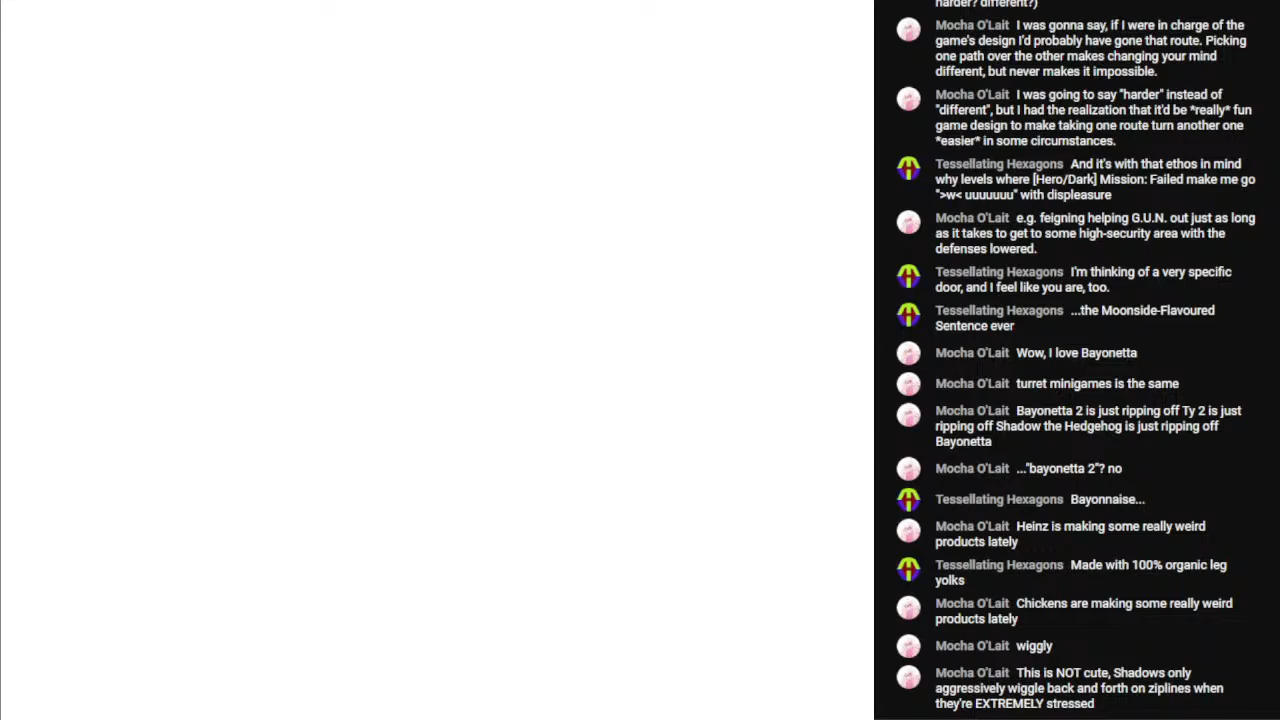 harder? different?)
Mocha O'Lait I was gonna say, if I were in charge of the
game's design I'd probably have gone that route. Picking
one path over the other makes changing your mind
different, but never makes it impossible.
Mocha O'Lait I was going to say "harder" instead of
"different", but I had the realization that it'd be *really* fun
game design to make taking one route turn another one
*easier* in some circumstances.
Tessellating Hexagons And it's with that ethos in mind
why levels where [Hero/Dark] Mission: Failed make me go
">w< uuuuuu" with displeasure
Mocha O'Lait e.g. feigning helping G.U.N. out just as long
as it takes to get to some high-security area with the
defenses lowered.
Tessellating Hexagons I'm thinking of a very specific
door, and I feel like you are, too.
Tessellating Hexagons ...the Moonside-Flavoured
Sentence ever
Mocha O'Lait Wow, I love Bayonetta
Mocha O'Lait turret minigames is the same
Mocha O'Lait Bayonetta 2 is just ripping off Ty 2 is just
ripping off Shadow the Hedgehog is just ripping off
Bayonetta
Mocha O'Lait ..."bayonetta 2"? no
Tessellating Hexagons Bayonnaise...
Mocha O'Lait Heinz is making some really weird
products lately
Tessellating Hexagons Made with 100% organic leg
yolks
Mocha O'Lait Chickens are making some really weird
products lately
Mocha O'Lait wiggly
Mocha O'Lait This is NOT cute, Shadows only
aggressively wiggle back and forth on ziplines when
they're EXTREMELY stressed